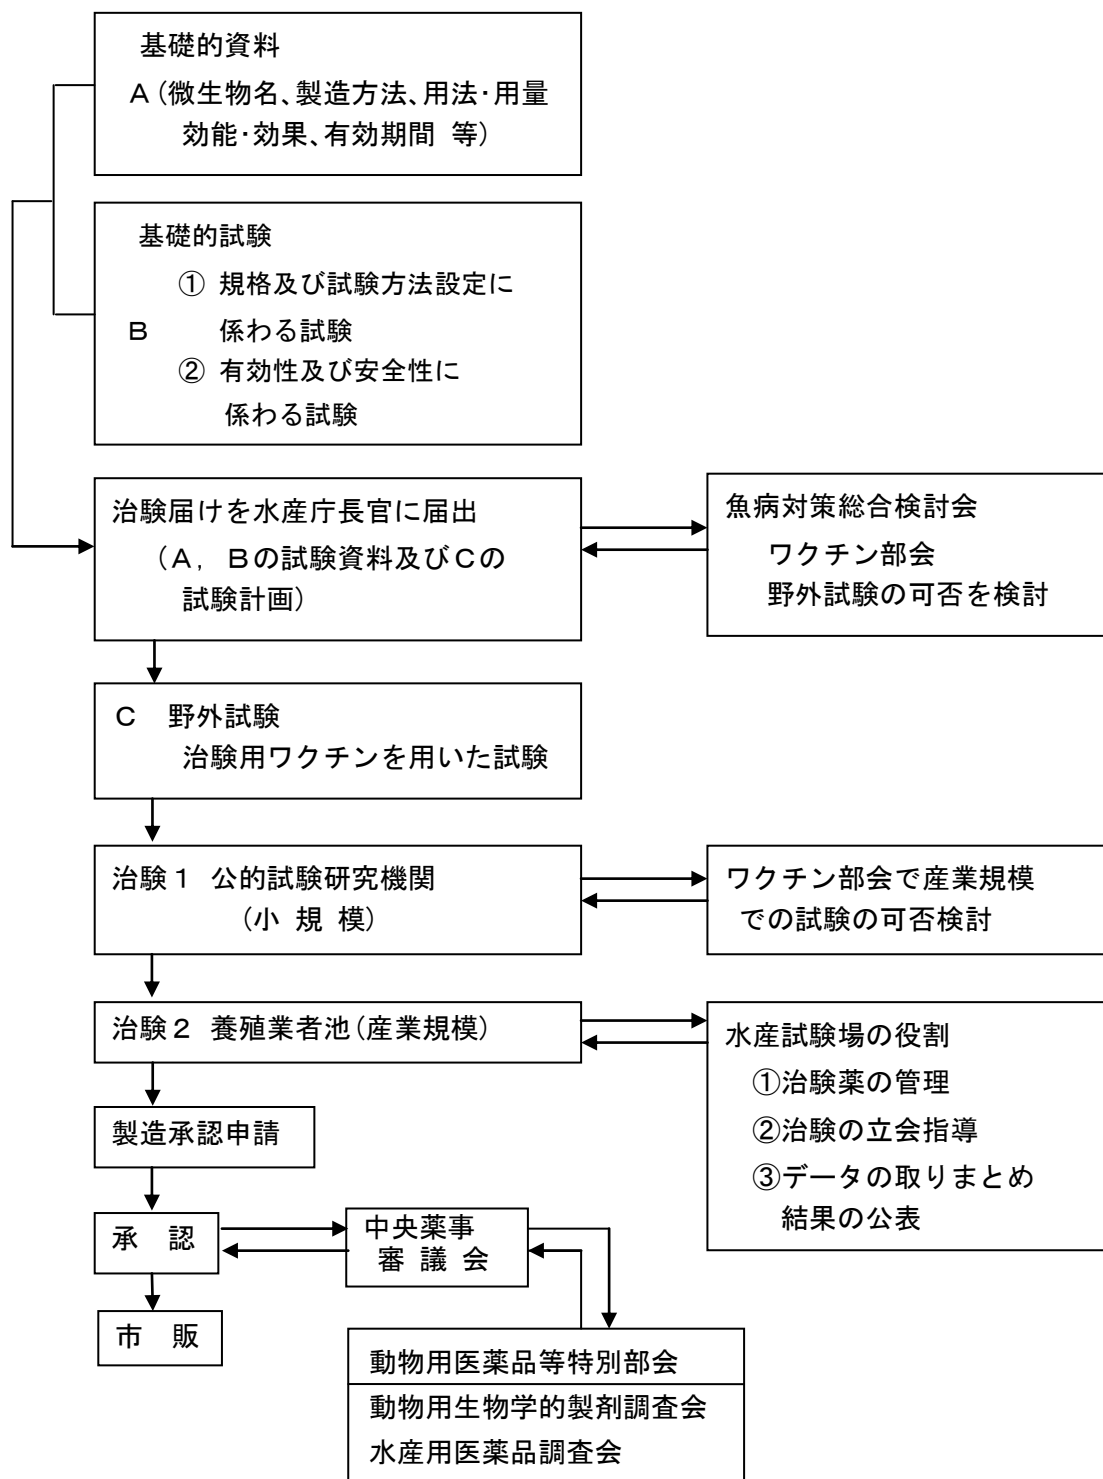 基礎的資料
A(微生物名、製造方法、用法・用量
効能・効果、有効期間 等)
基礎的試験
① 規格及び試験方法設定に
B 係わる試験
② 有効性及び安全性に
係わる試験
治験届けを水産庁長官に届出
(A, Bの試験資料及びCの
試験計画)
魚病対策総合検討会
ワクチン部会
野外試験の可否を検討
C 野外試験
治験用ワクチンを用いた試験
治験1 公的試験研究機関
(小 規 模)
ワクチン部会で産業規模
での試験の可否検討
治験2 養殖業者池(産業規模)
水産試験場の役割
①治験薬の管理
②治験の立会指導
③データの取りまとめ
結果の公表
製造承認申請
承 認
中央薬事
審 議 会
市 販
動物用医薬品等特別部会
動物用生物学的製剤調査会
水産用医薬品調査会